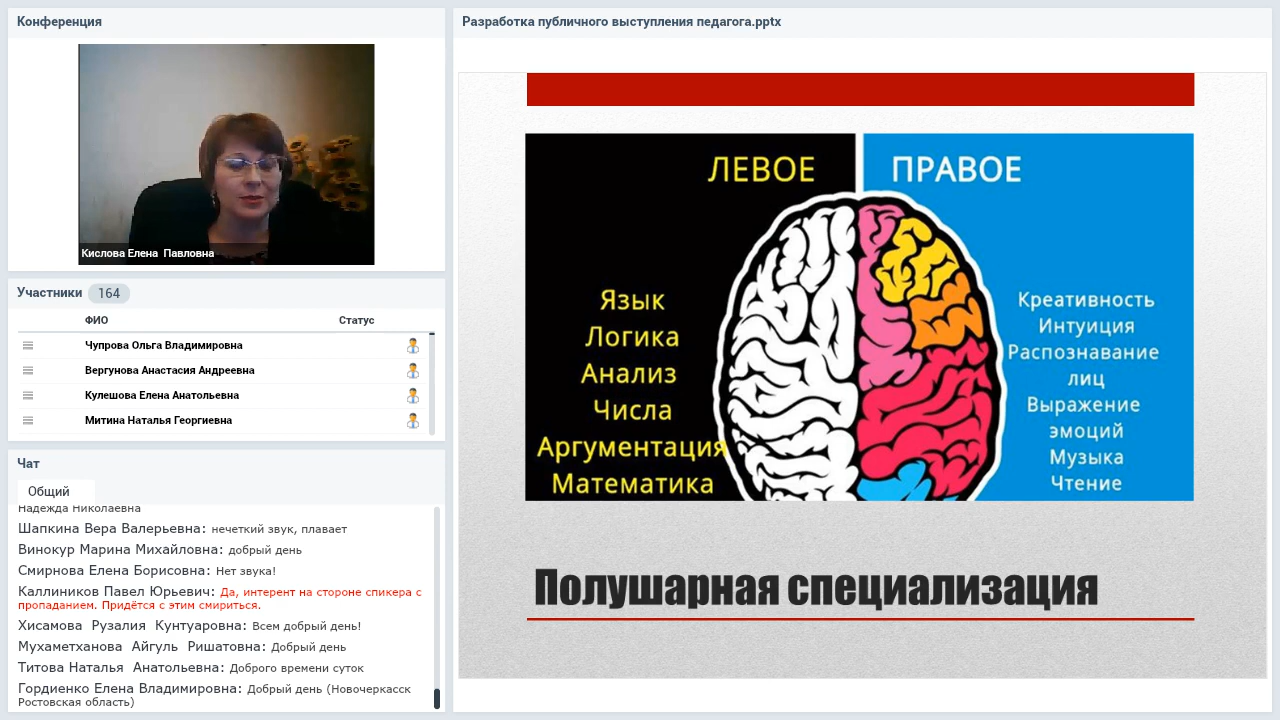 Конференция
Кислова Елена  Павловна
Участники 164
ФИО Статус
Чупрова Ольга Владимировна
Вергунова Анастасия Андреевна
Кулешова Елена Анатольевна
Митина Наталья Георгиевна
Чат
Общий
Надежда Николаевна
Шапкина Вера Валерьевна: нечеткий звук, плавает
Винокур Марина Михайловна: добрый день
Смирнова Елена Борисовна: Нет звука!
Каллиников Павел Юрьевич: Да, интерент на стороне спикера с
пропаданием. Придётся с этим смириться.
Хисамова  Рузалия  Кунтуаровна: Всем добрый день!
Мухаметханова  Айгуль  Ришатовна: Добрый день
Титова Наталья  Анатольевна: Доброго времени суток
Гордиенко Елена Владимировна: Добрый день (Новочеркасск
Ростовская область)
Разработка публичного выступления педагога.pptx
ЛЕВОЕ
Язык
Логика
Анализ
Числа
Аргументация
Математика
ПРАВОЕ
Креативность
Интуиция
Распознавание
лиц
Выражение
эмоций
Музыка
Чтение
Полушарная специализация